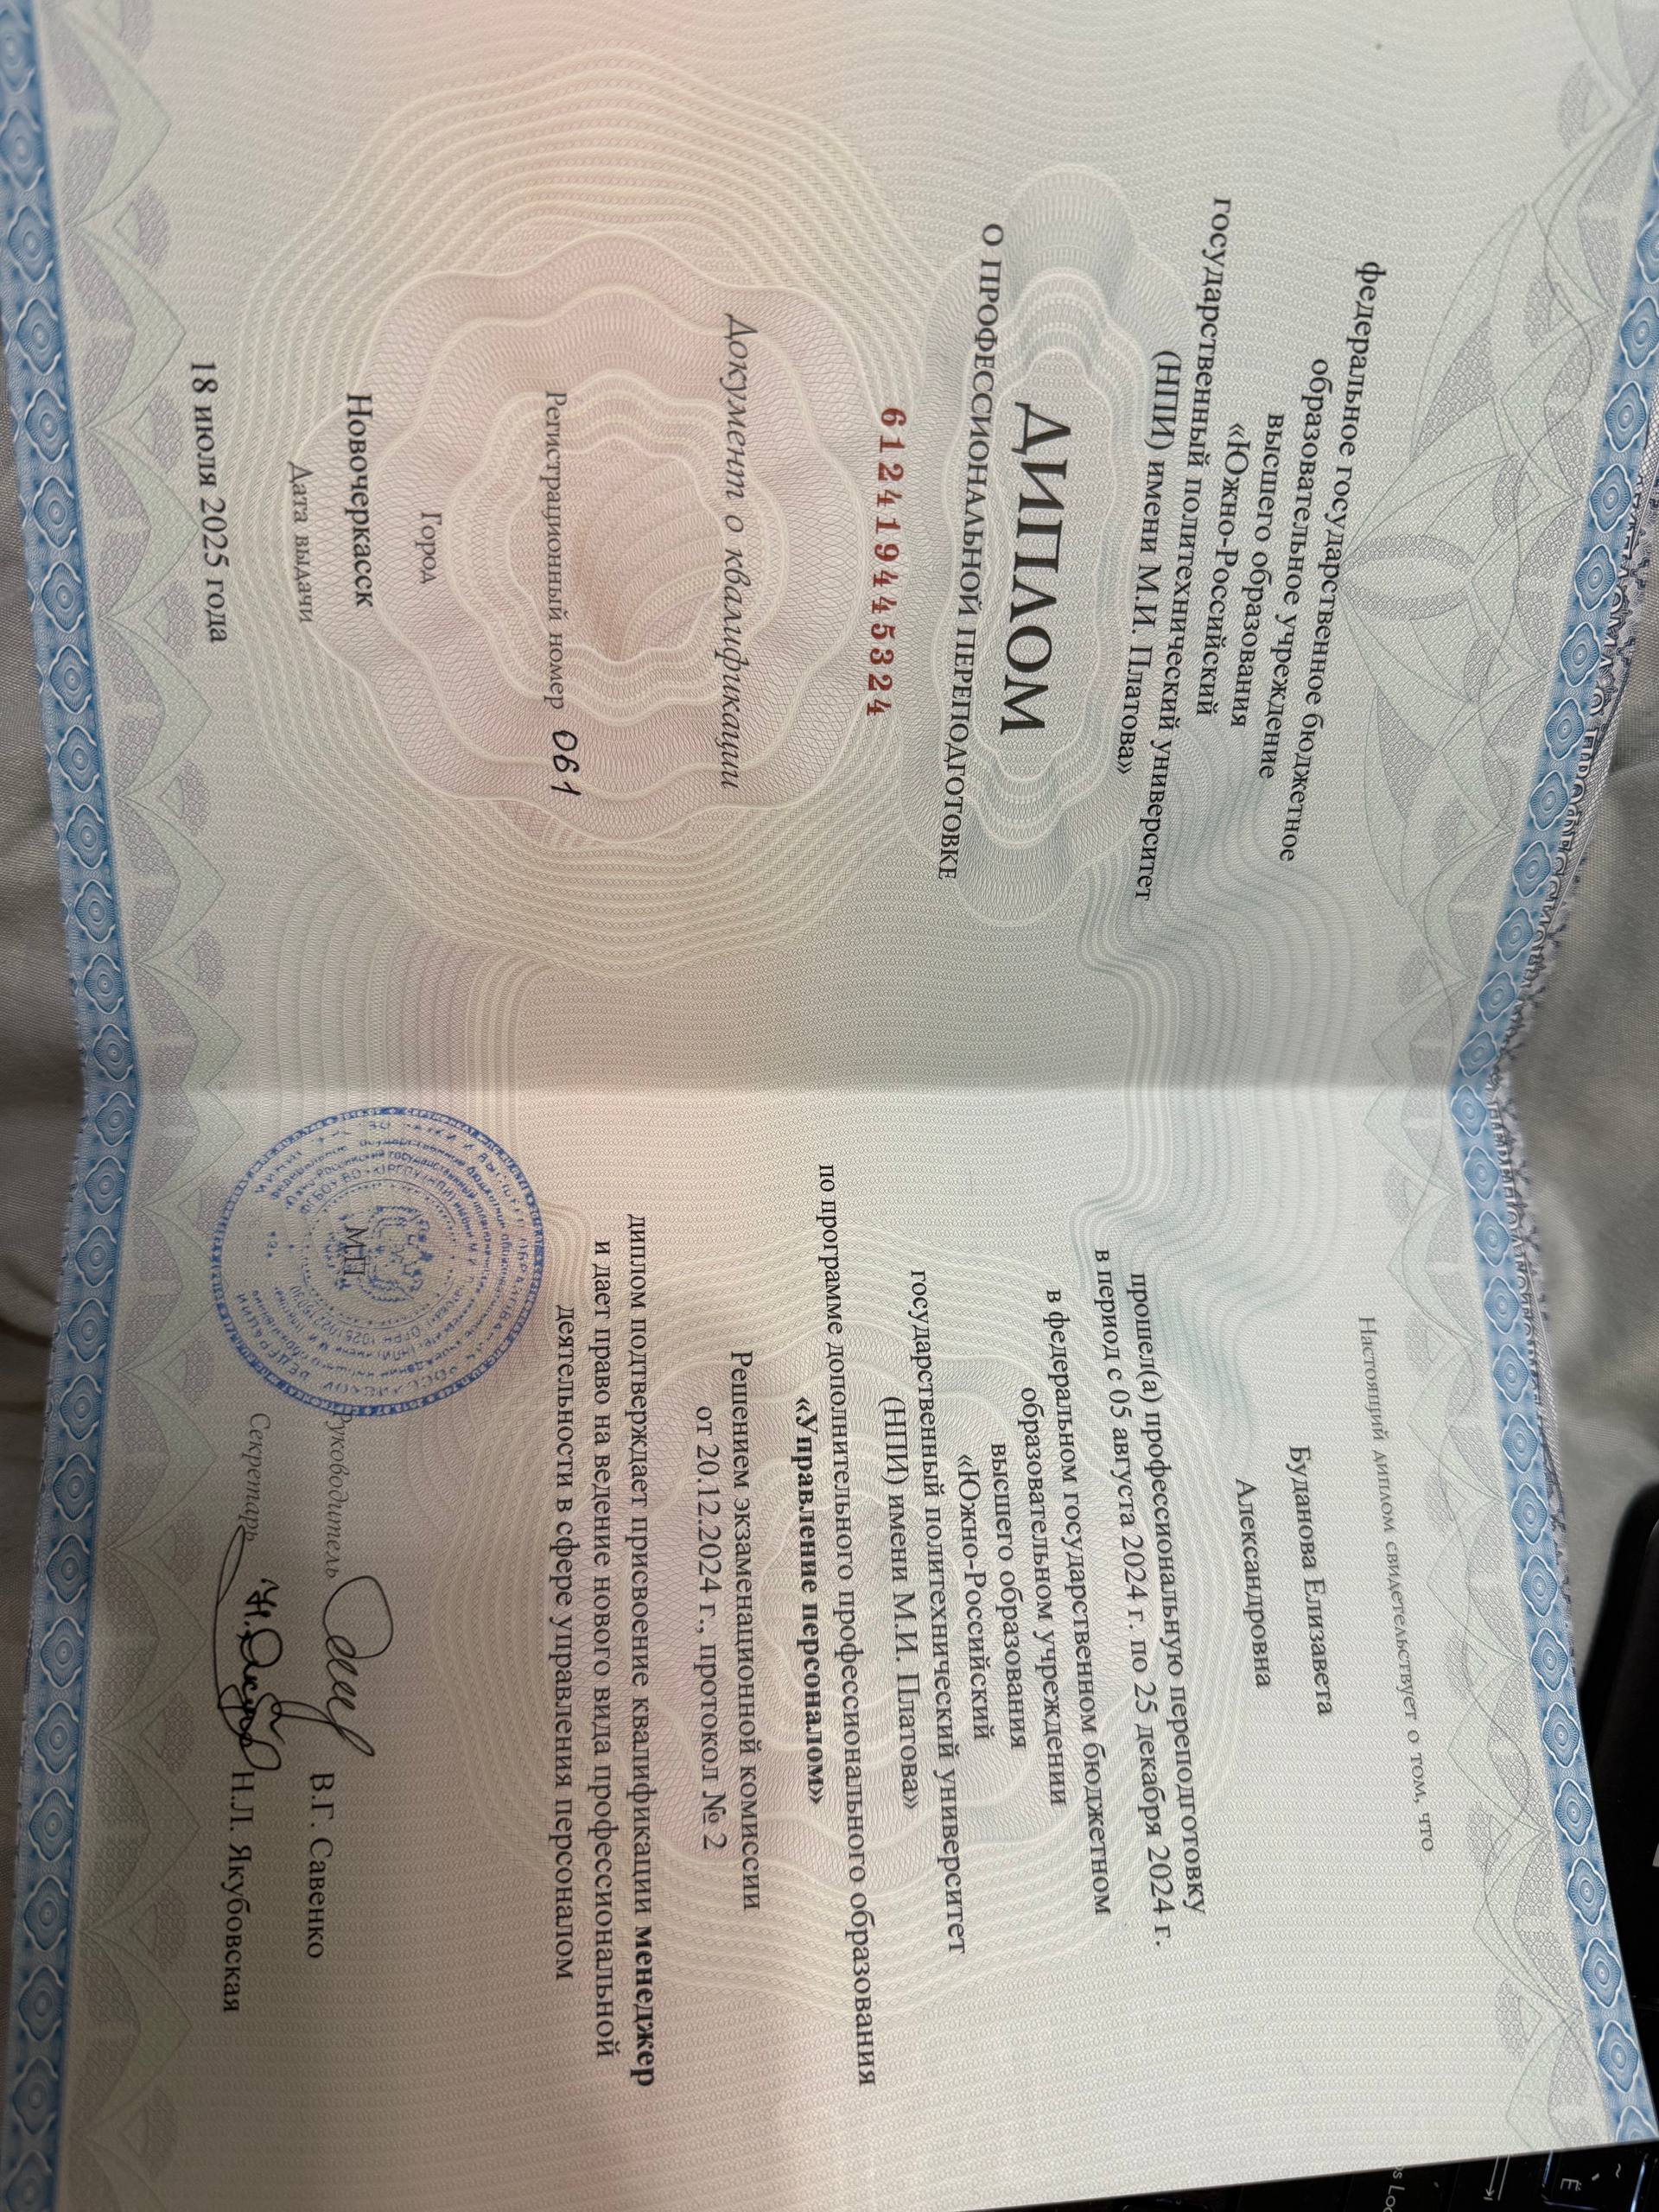 федеральное государственное бюджетное
образовательное учреждение
высшего образования
«Южно-Российский
государственный политехнический университет
(НПИ) имени М.И. Платова»
ДИПЛОМ
О ПРОФЕССИОНАЛЬНОЙ ПЕРЕПОДГОТОВКЕ
612419445324
Документ о квалификации
Регистрационный номер 061
Город
Новочеркасск
Дата выдачи
18 июля 2025 года
Настоящий диплом свидетельствует о том, что
Буданова Елизавета
Александровна
прошел(а) профессиональную переподготовку
в период с 05 августа 2024 г. по 25 декабря 2024 г.
в федеральном государственном бюджетном
образовательном учреждении
высшего образования
«Южно-Российский
государственный политехнический университет
(НПИ) имени М.И. Платова»
по программе дополнительного профессионального образования
«Управление персоналом»
Решением экзаменационной комиссии
от 20.12.2024 г., протокол № 2
диплом подтверждает присвоение квалификации менеджер
и дает право на ведение нового вида профессиональной
деятельности в сфере управления персоналом
МП
Руководитель В.Г. Савенко
Секретарь Н.Л. Якубовская